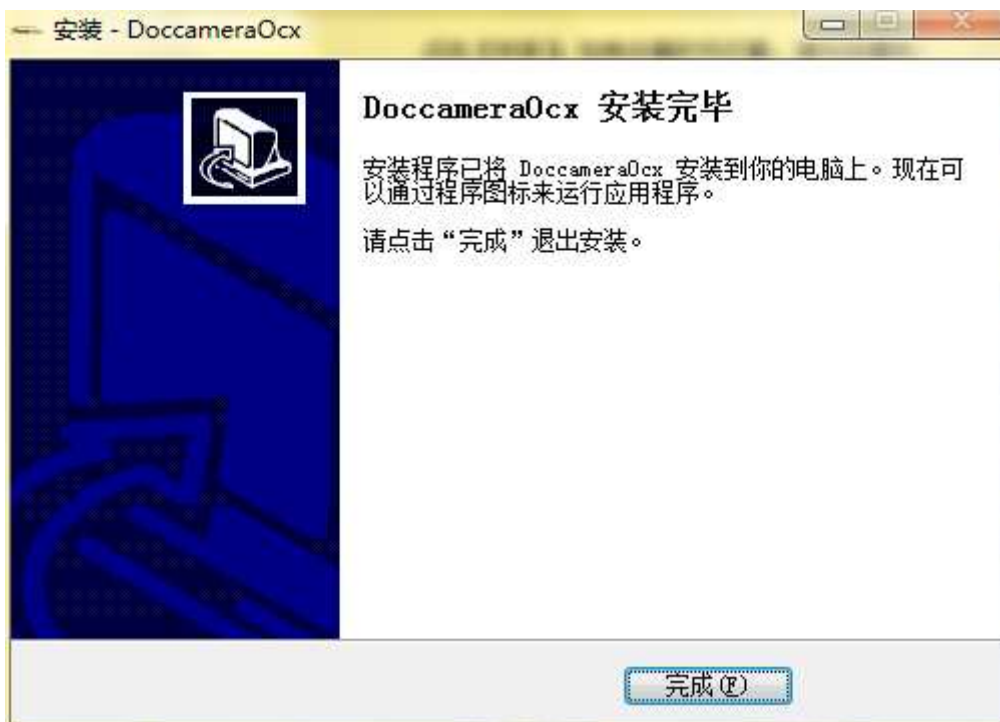 安装 - DoccameraOcx
DoccameraOcx 安装完毕
安装程序已将 DoccameraOcx 安装到你的电脑上。现在可
以通过程序图标来运行应用程序。
请点击“完成”退出安装。
完成(F)